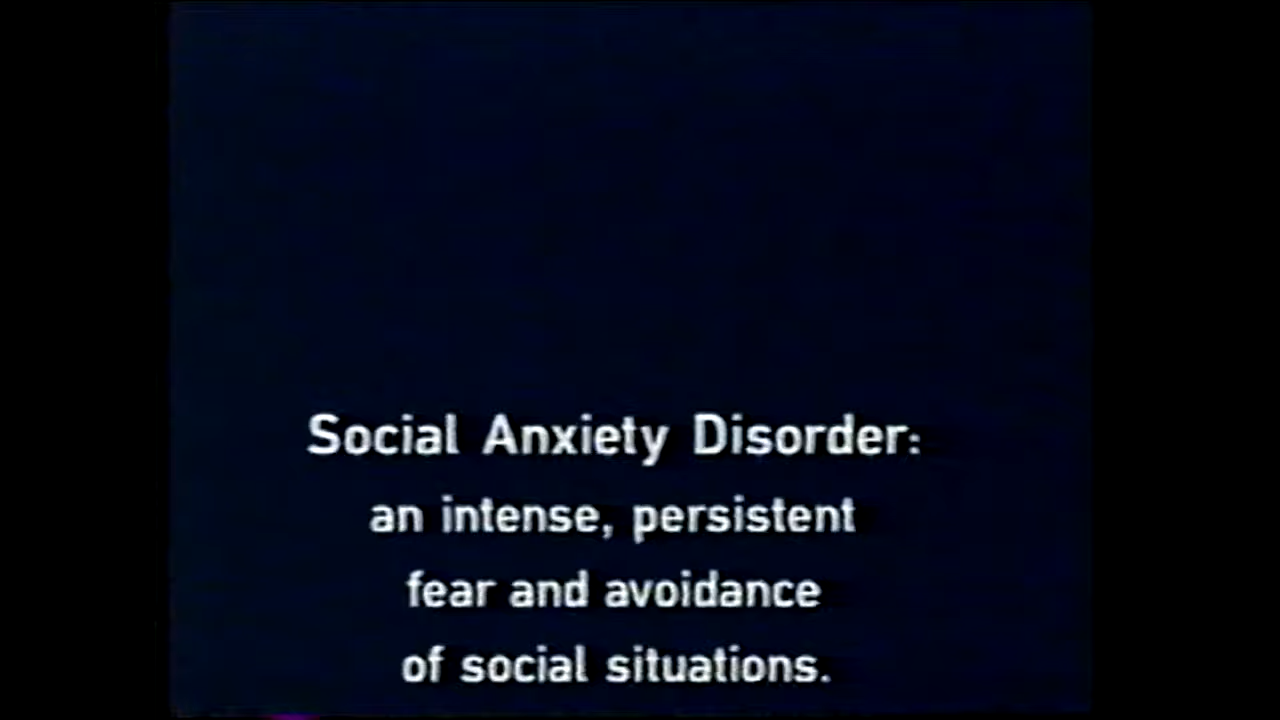 Social Anxiety Disorder:
an intense, persistent
fear and avoidance
of social situations.